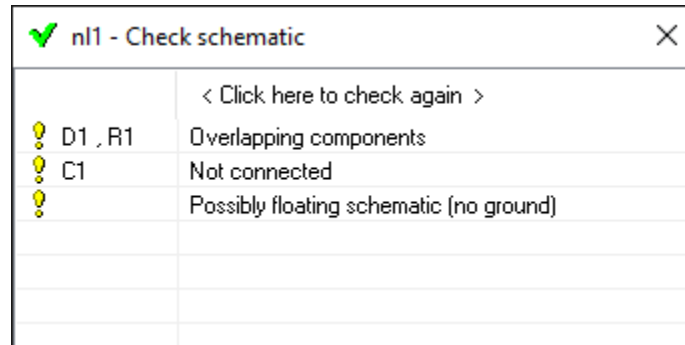 nl1 - Check schematic
< Click here to check again >
D1 , R1 Overlapping components
C1 Not connected
Possibly floating schematic (no ground)